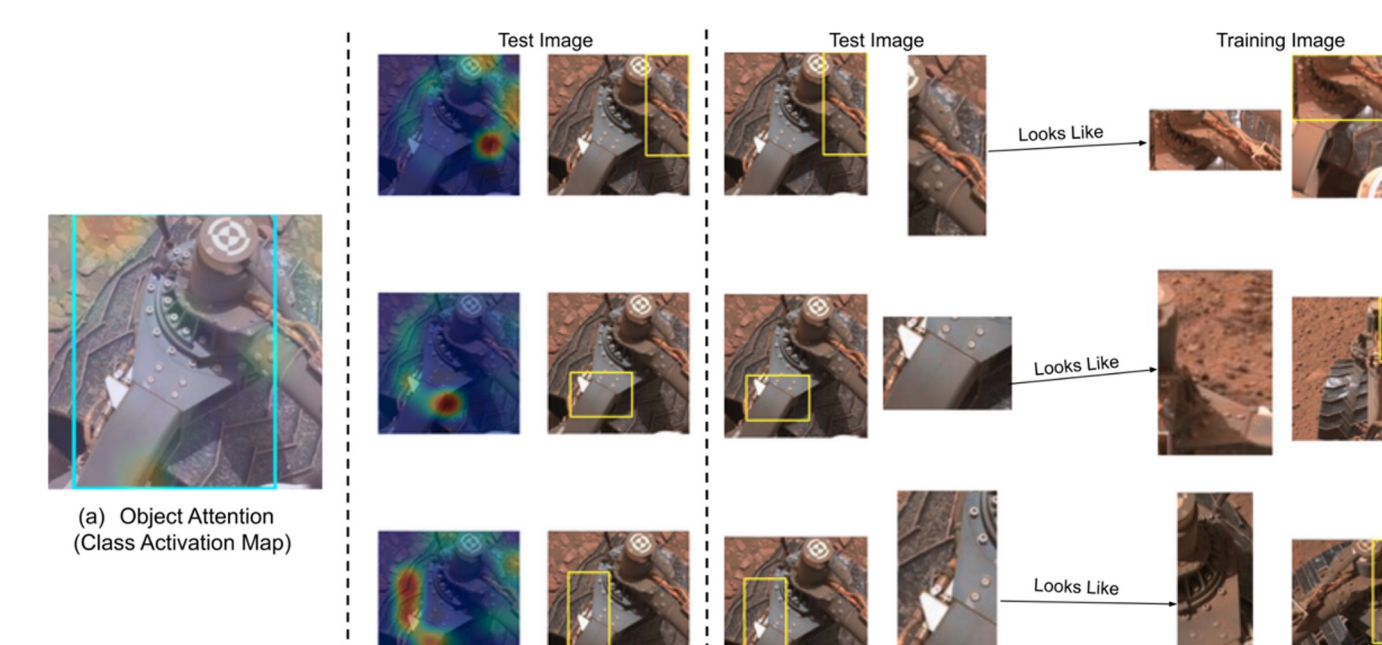 Test Image
Test Image
Training Image
Looks Like
Looks Like
Looks Like
(a) Object Attention
(Class Activation Map)